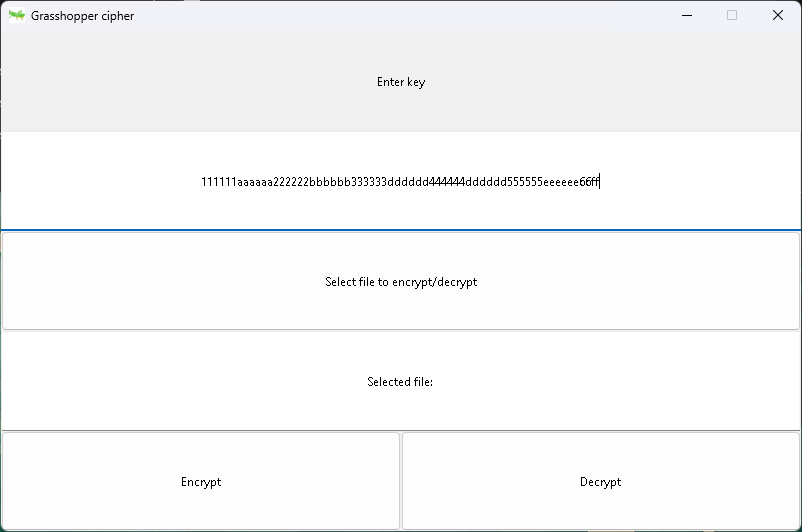 Grasshopper cipher
Enter key
111111aaaaaa222222bbbbbb333333dddddd444444dddddd555555eeeeee66ff
Select file to encrypt/decrypt
Selected file:
Encrypt
Decrypt